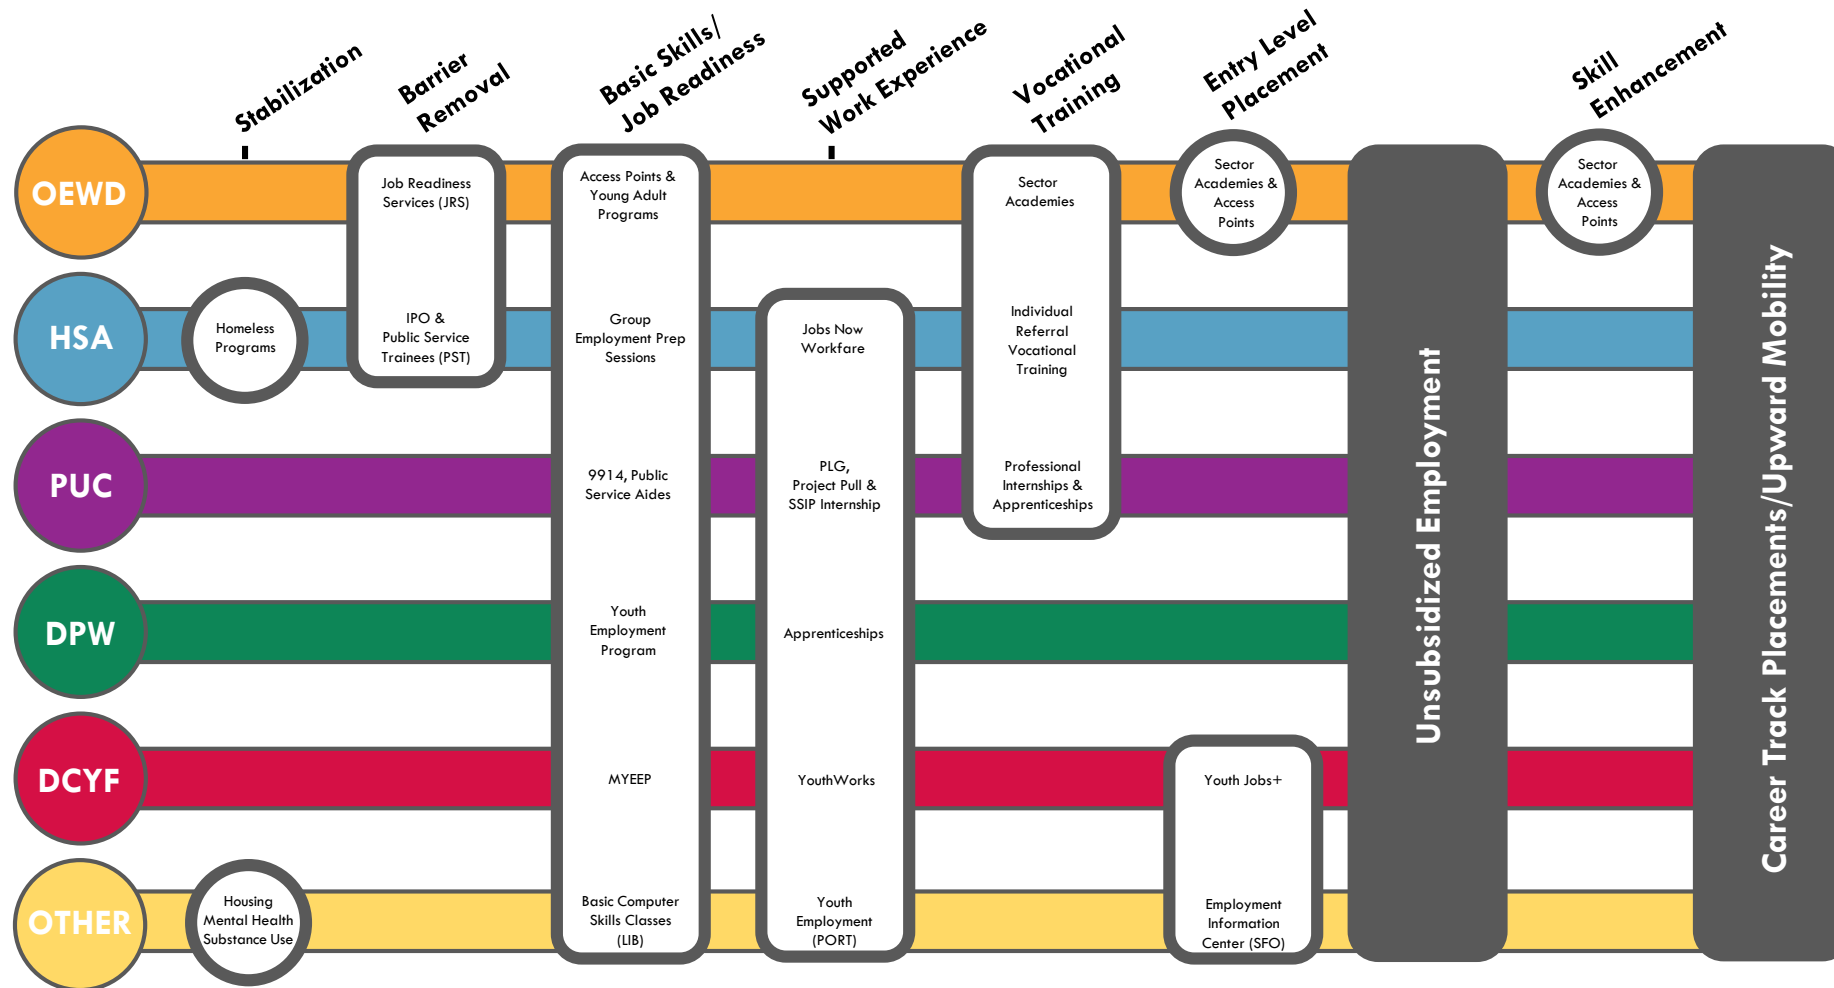 Stabilization
Barrier
Removal
Basic Skills/
Job Readiness
Supported
Work Experience
Vocational
Training
Entry Level
Placement
Skill
Enhancement
OEWD
Job Readiness
Services (JRS)
Access Points &
Young Adult
Programs
Sector
Academies
Sector
Academies &
Access
Points
Sector
Academies &
Access
Points
HSA
Homeless
Programs
IPO &
Public Service
Trainees (PST)
Group
Employment Prep
Sessions
Jobs Now
Workfare
Individual
Referral
Vocational
Training
PUC
9914, Public
Service Aides
PLG,
Project Pull &
SSIP Internship
Professional
Internships &
Apprenticeships
DPW
Youth
Employment
Program
Apprenticeships
DCYF
MYEEP
YouthWorks
Youth Jobs+
OTHER
Housing
Mental Health
Substance Use
Basic Computer
Skills Classes
(LIB)
Youth
Employment
(PORT)
Employment
Information
Center (SFO)
Unsubsidized Employment
Career Track Placements/Upward Mobility